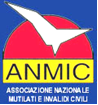 ANMIC
ASSOCIAZIONE NAZIONALE
MUTILATI E INVALIDI CIVILI